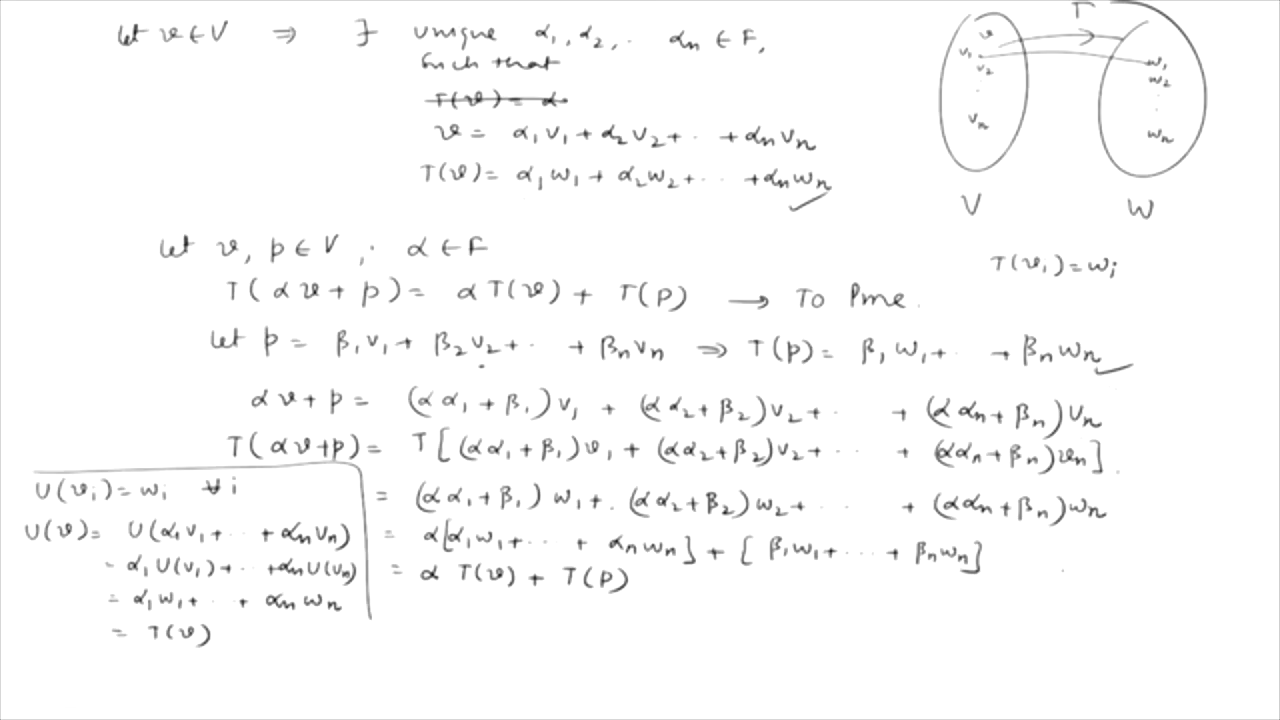 Let v ∈ V ⇒ ∃ unique α₁, α₂, .. αₙ ∈ F,
Such that
T(v) = α
v = α₁v₁ + α₂v₂ + ·· + αₙvₙ
T(v) = α₁w₁ + α₂w₂ + ·· + αₙwₙ ✓
T
v
v₁ w₁
v₂ w₂
vₙ wₙ
V W
T(vᵢ) = wᵢ
Let v, p ∈ V, α ∈ F
T(αv + p) = αT(v) + T(p) → To Prove.
Let p = β₁v₁ + β₂v₂ + ·· + βₙvₙ ⇒ T(p) = β₁w₁ + ·· + βₙwₙ ✓
αv + p = (αα₁ + β₁)v₁ + (αα₂ + β₂)v₂ + ·· + (ααₙ + βₙ)vₙ
T(αv+p) = T[(αα₁ + β₁)v₁ + (αα₂ + β₂)v₂ + ·· + (ααₙ + βₙ)vₙ].
= (αα₁ + β₁)w₁ + (αα₂ + β₂)w₂ + ·· + (ααₙ + βₙ)wₙ
= α[α₁w₁ + ·· + αₙwₙ] + [β₁w₁ + ··· + βₙwₙ]
= αT(v) + T(p)
U(vᵢ) = wᵢ ∀ i
U(v) = U(α₁v₁ + ·· + αₙvₙ)
= α₁U(v₁) + ·· + αₙU(vₙ)
= α₁w₁ + ·· + αₙwₙ
= T(v)